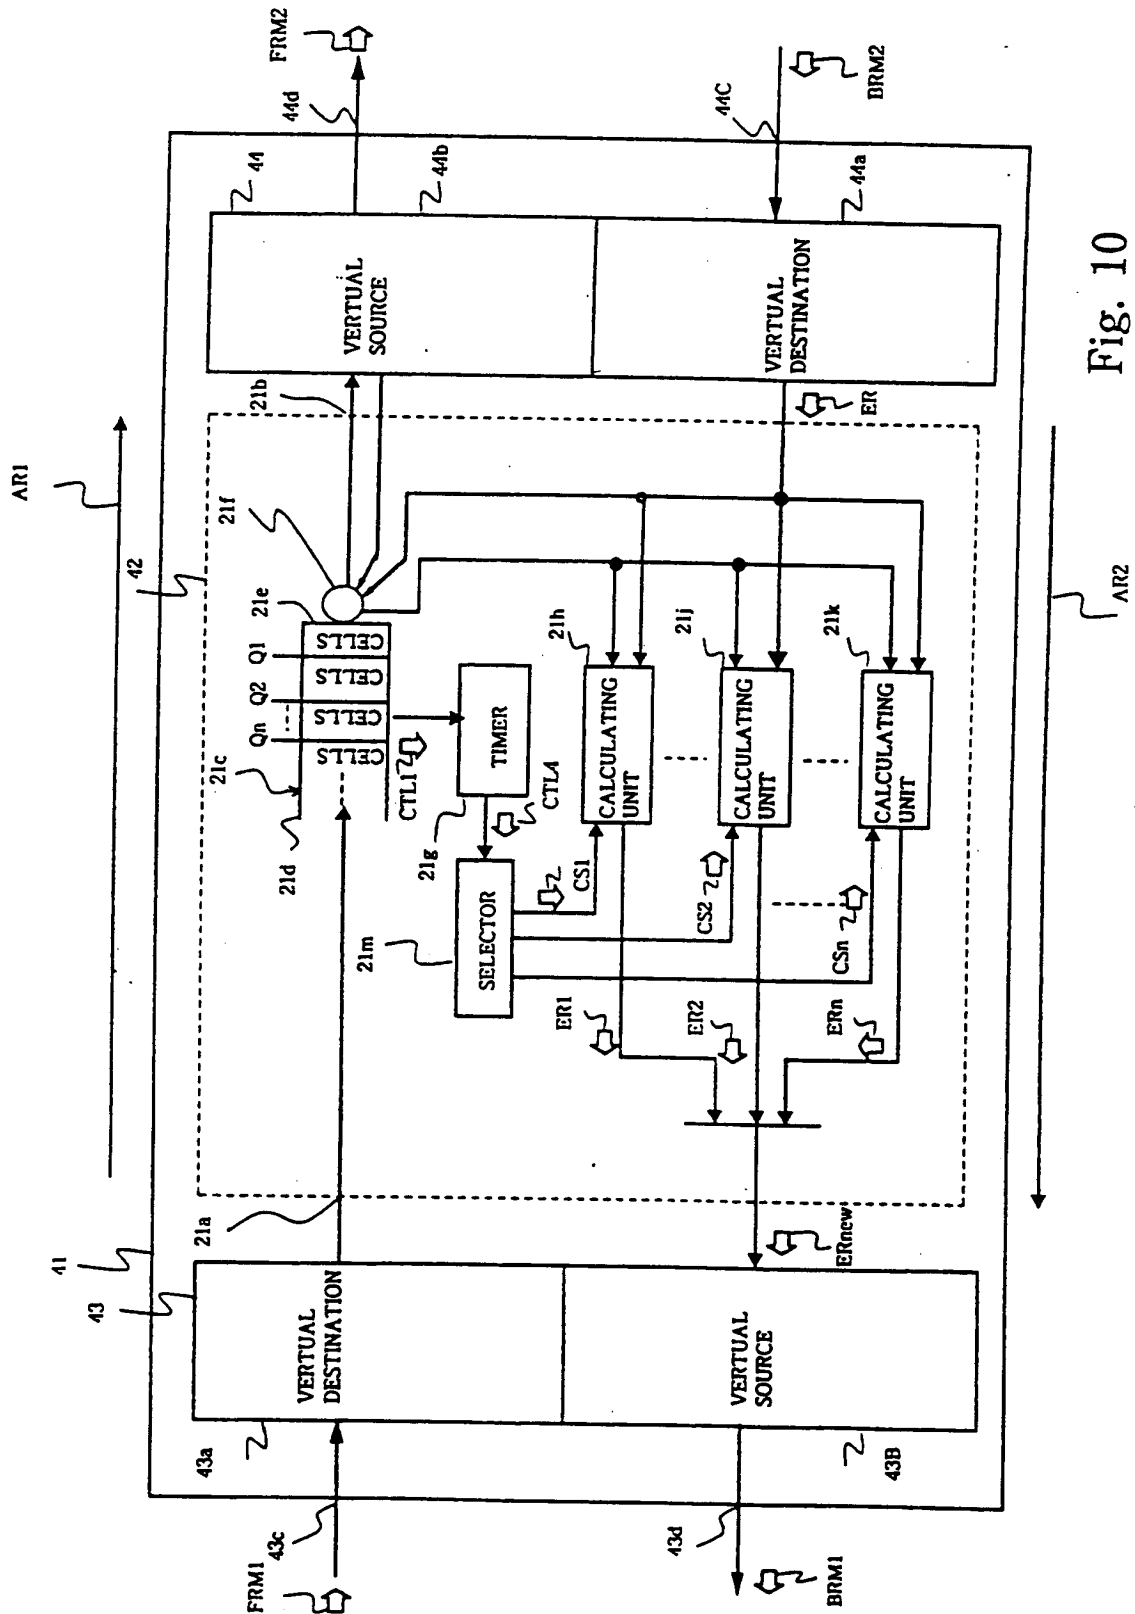 AR1
41
42
43
44
FRM1
43c
43a
VERTUAL
DESTINATION
21a
21d
21c
Qn
Q2
Q1
21e
21f
21b
CELLS
CELLS
CELLS
CELLS
VERTUAL
SOURCE
44b
44d
FRM2
CTL1
TIMER
21g
CTL4
21m
SELECTOR
CS1
CS2
CSn
21h
CALCULATING
UNIT
21j
CALCULATING
UNIT
21k
CALCULATING
UNIT
ER1
ER2
ERn
ER
VERTUAL
DESTINATION
44a
44C
BRM2
ERnew
VERTUAL
SOURCE
43B
43d
BRM1
AR2
Fig. 10